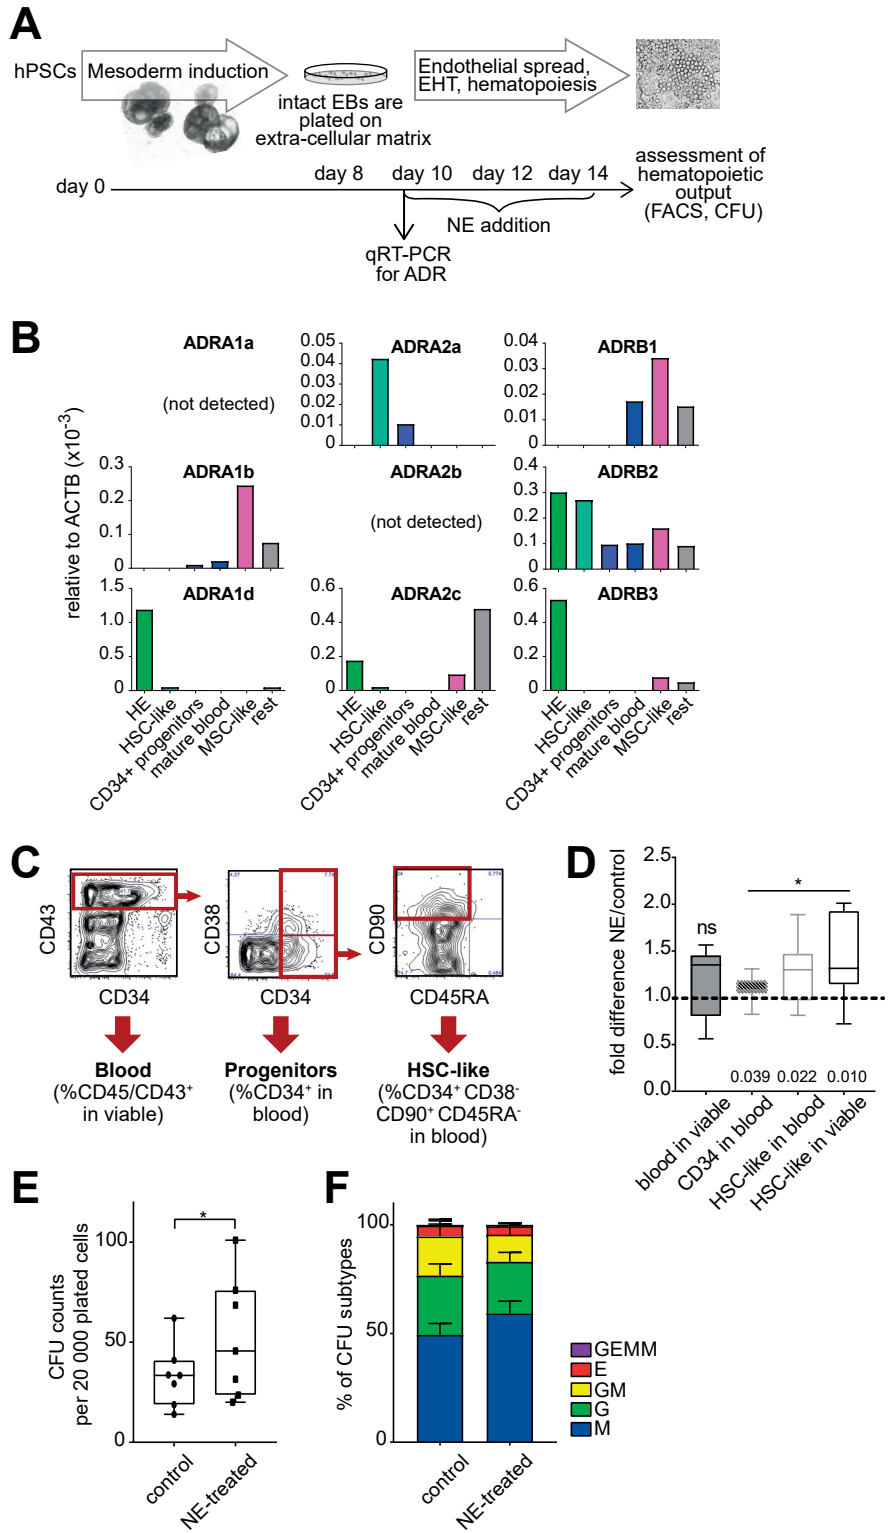 A
hPSCs
Mesoderm induction
Endothelial spread,
EHT, hematopoiesis
intact EBs are
plated on
extra-cellular matrix
day 0
day 8
day 10
day 12
day 14
assessment of
hematopoietic
output
(FACS, CFU)
NE addition
qRT-PCR
for ADR
B
relative to ACTB (x10⁻³)
ADRA1a
(not detected)
ADRA2a
0.05
0.04
0.03
0.02
0.01
0
ADRB1
0.04
0.03
0.02
0.01
0
ADRA1b
0.3
0.2
0.1
0
ADRA2b
(not detected)
ADRB2
0.4
0.3
0.2
0.1
0
ADRA1d
1.5
1.0
0.5
0
ADRA2c
0.6
0.4
0.2
0
ADRB3
0.6
0.4
0.2
0
HE
HSC-like
CD34+ progenitors
mature blood
MSC-like
rest
HE
HSC-like
CD34+ progenitors
mature blood
MSC-like
rest
HE
HSC-like
CD34+ progenitors
mature blood
MSC-like
rest
C
CD43
CD34
CD38
4.27
CD34
CD90
0.774
0.484
CD45RA
Blood
(%CD45/CD43⁺
in viable)
Progenitors
(%CD34⁺ in
blood)
HSC-like
(%CD34⁺ CD38⁻
CD90⁺ CD45RA⁻
in blood)
D
fold difference NE/control
2.5
2.0
1.5
1.0
0.5
0.0
ns
*
0.039
0.022
0.010
blood in viable
CD34 in blood
HSC-like in blood
HSC-like in viable
E
CFU counts
per 20 000 plated cells
100
50
0
*
control
NE-treated
F
% of CFU subtypes
100
50
0
control
NE-treated
GEMM
E
GM
G
M